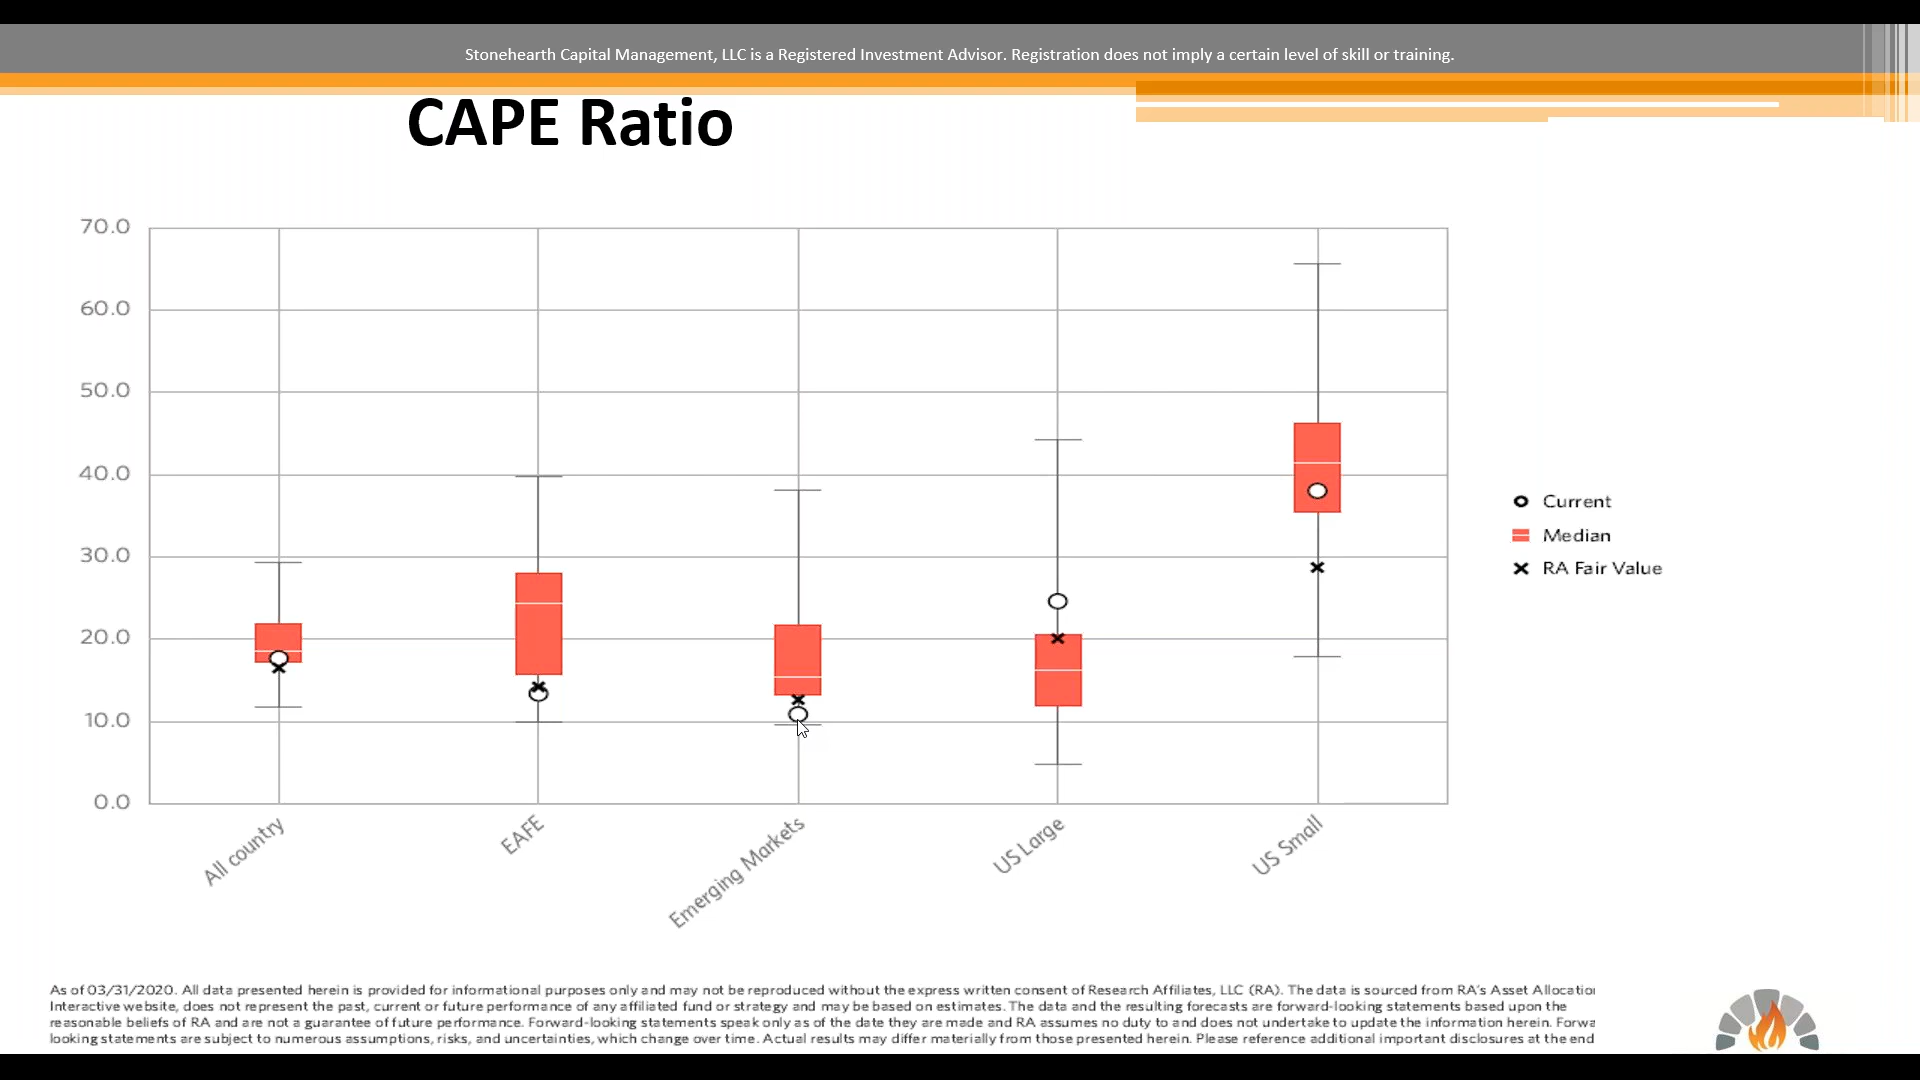 Stonehearth Capital Management, LLC is a Registered Investment Advisor. Registration does not imply a certain level of skill or training.
CAPE Ratio
70.0
60.0
50.0
40.0
30.0
20.0
10.0
0.0
All country
EAFE
Emerging Markets
US Large
US Small
Current
Median
RA Fair Value
As of 03/31/2020. All data presented herein is provided for informational purposes only and may not be reproduced without the express written consent of Research Affiliates, LLC (RA). The data is sourced from RA's Asset Allocatio
Interactive website, does not represent the past, current or future performance of any affiliated fund or strategy and may be based on estimates. The data and the resulting forecasts are forward-looking statements based upon the
reasonable beliefs of RA and are not a guarantee of future performance. Forward-looking statements speak only as of the date they are made and RA assumes no duty to and does not undertake to update the information herein. Forwa
looking statements are subject to numerous assumptions, risks, and uncertainties, which change over time. Actual results may differ materially from those presented herein. Please reference additional important disclosures at the end